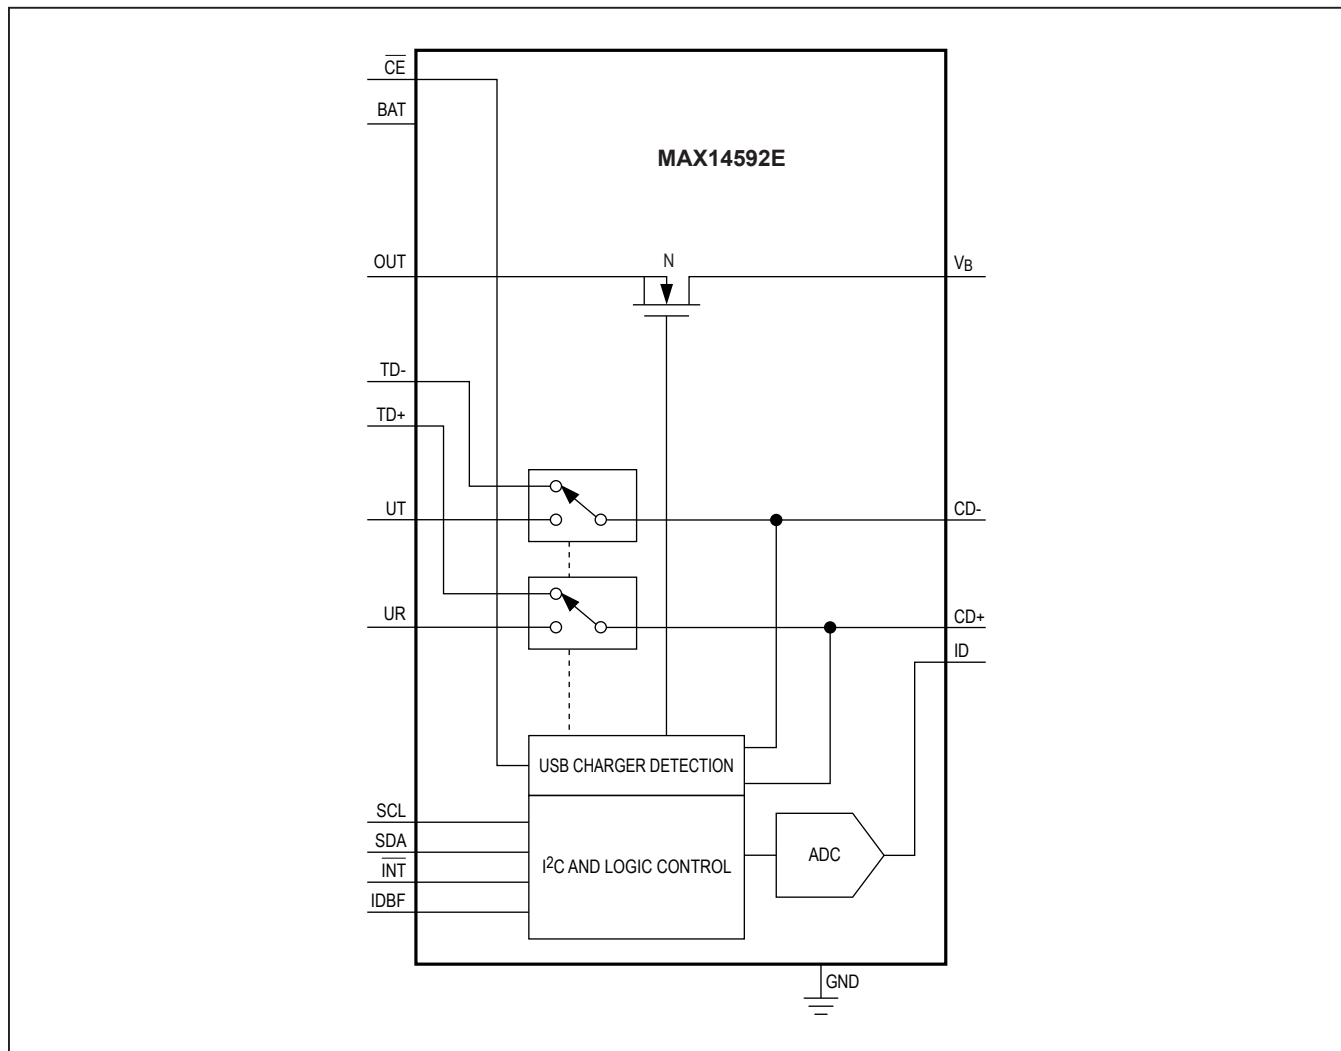 CE
BAT
MAX14592E
OUT
N
VB
TD-
TD+
UT
CD-
UR
CD+
ID
USB CHARGER DETECTION
SCL
SDA
I²C AND LOGIC CONTROL
ADC
INT
IDBF
GND